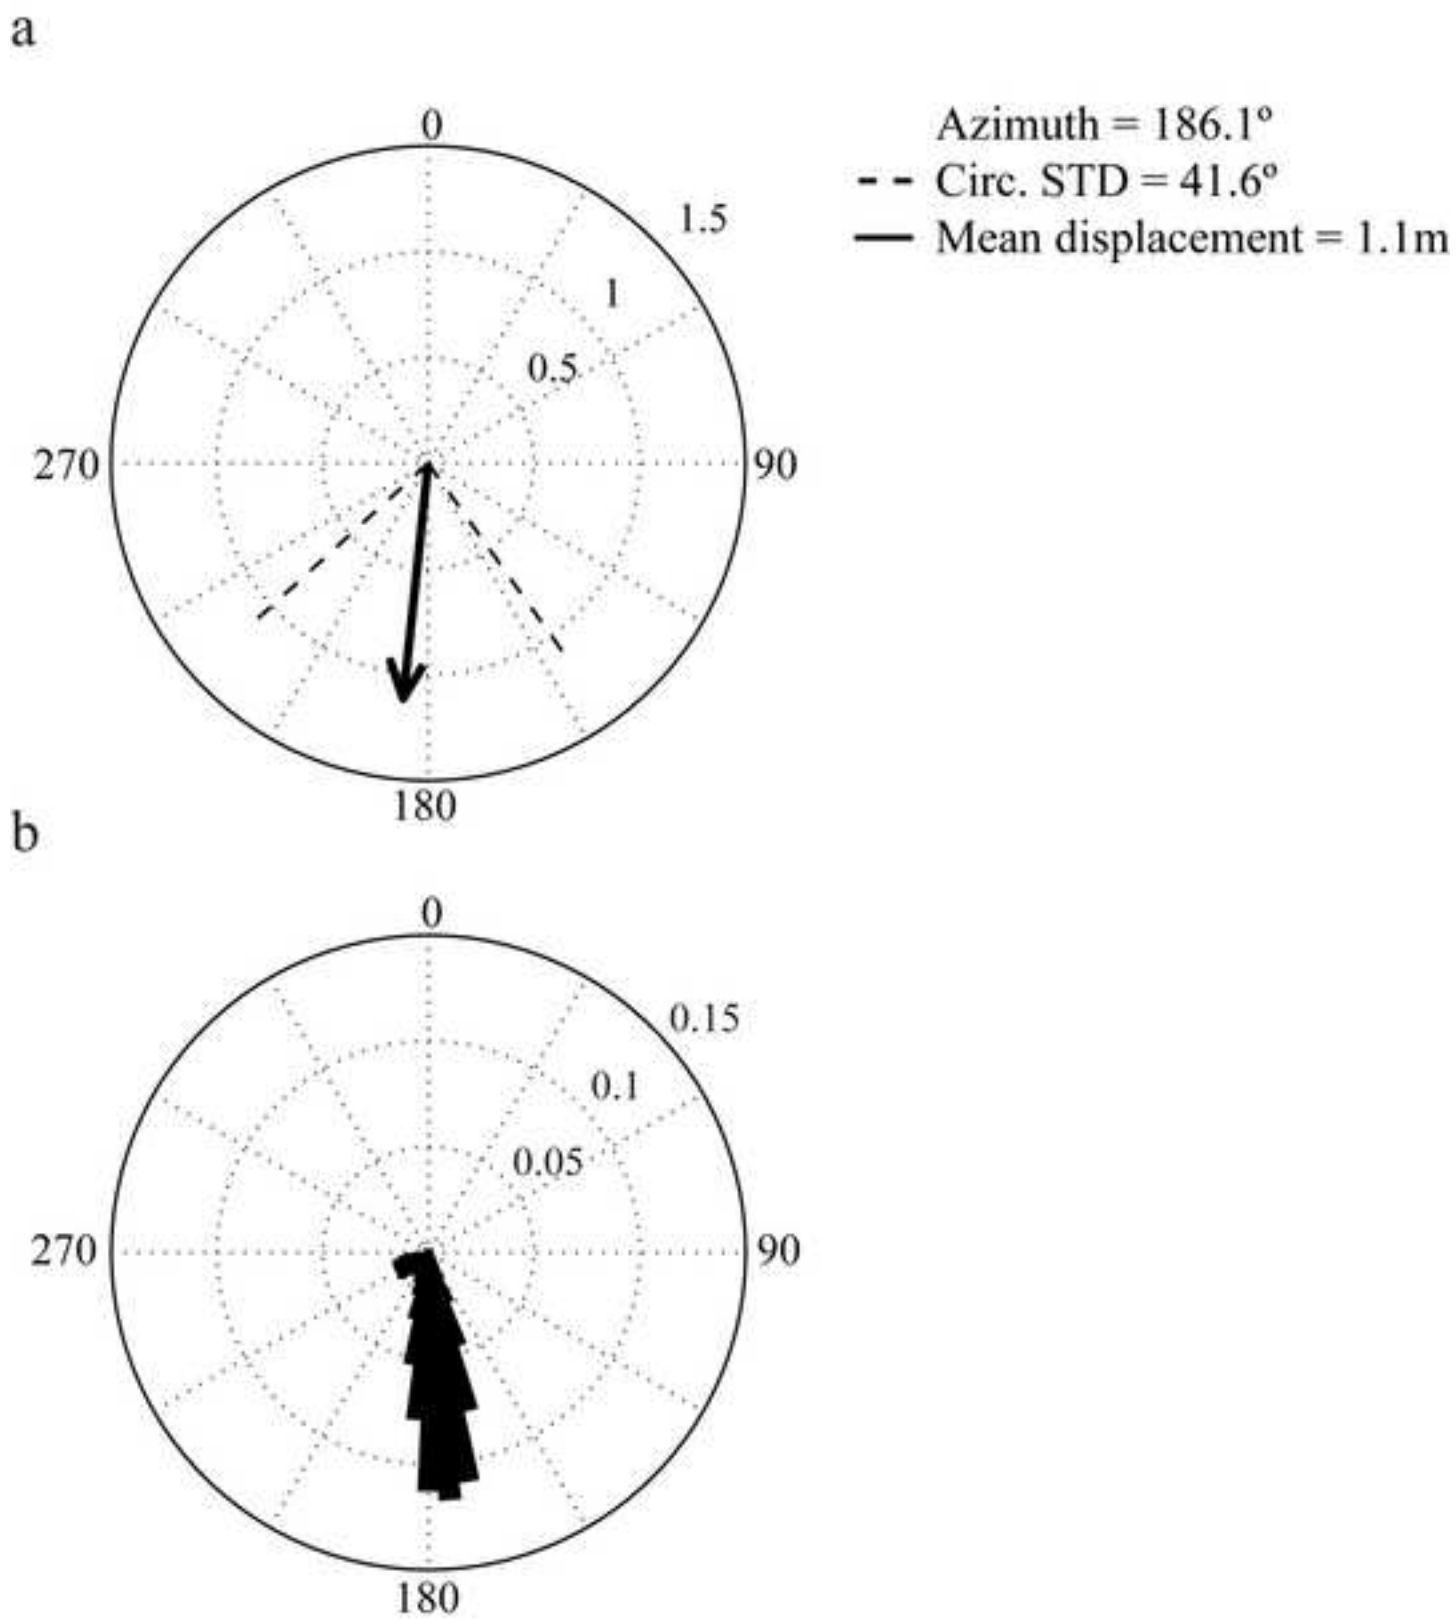 a
0
Azimuth = 186.1º
Circ. STD = 41.6º
Mean displacement = 1.1m
1.5
1
0.5
270
90
180
b
0
0.15
0.1
0.05
270
90
180